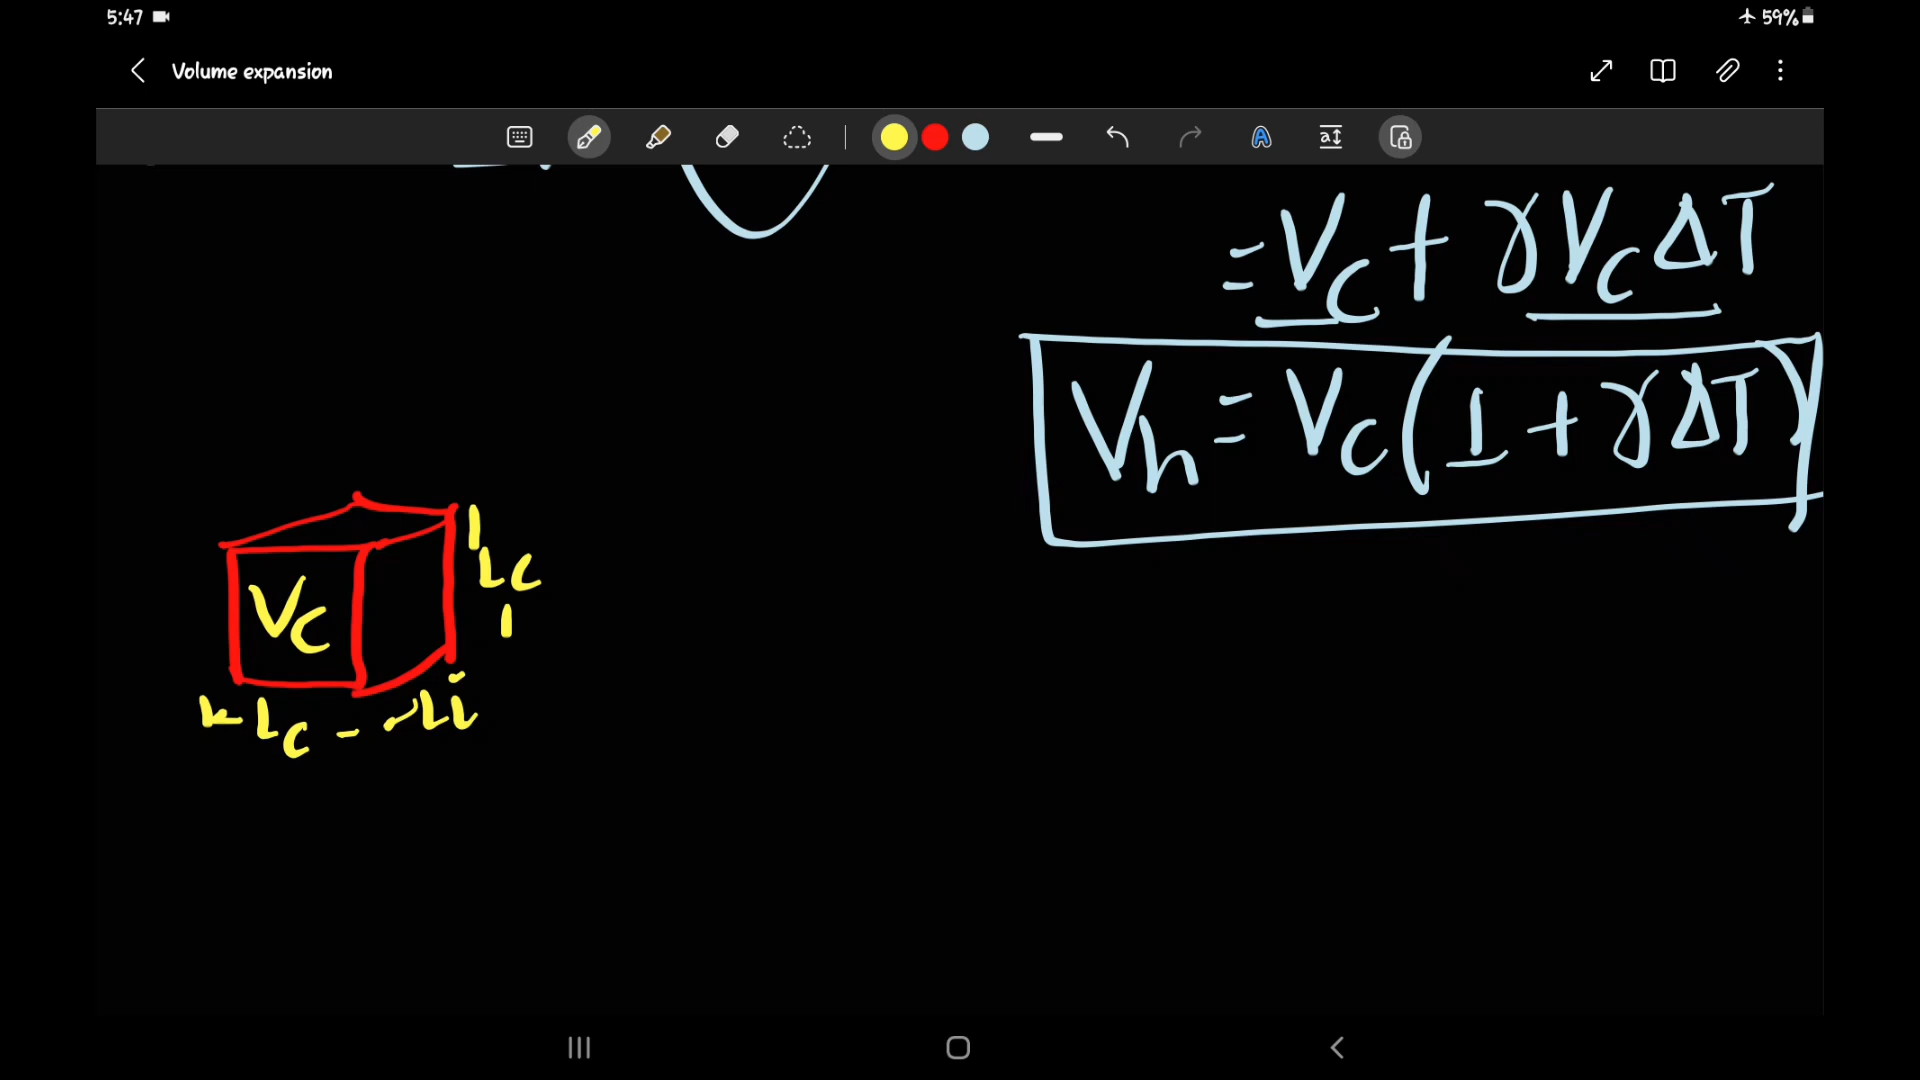 5:47
59%
Volume expansion
= Vc + γVcΔT
Vh = Vc(1 + γΔT)
Lc
Vc
Lc